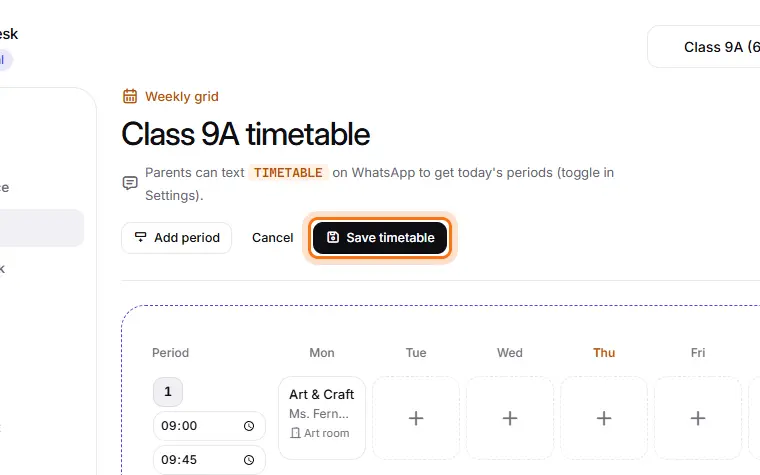 esk
Class 9A (6
al
Weekly grid
Class 9A timetable
Parents can text TIMETABLE on WhatsApp to get today's periods (toggle in
Settings).
ce
Add period Cancel Save timetable
k
Period Mon Tue Wed Thu Fri
1
Art & Craft
Ms. Fern...
Art room
09:00
09:45